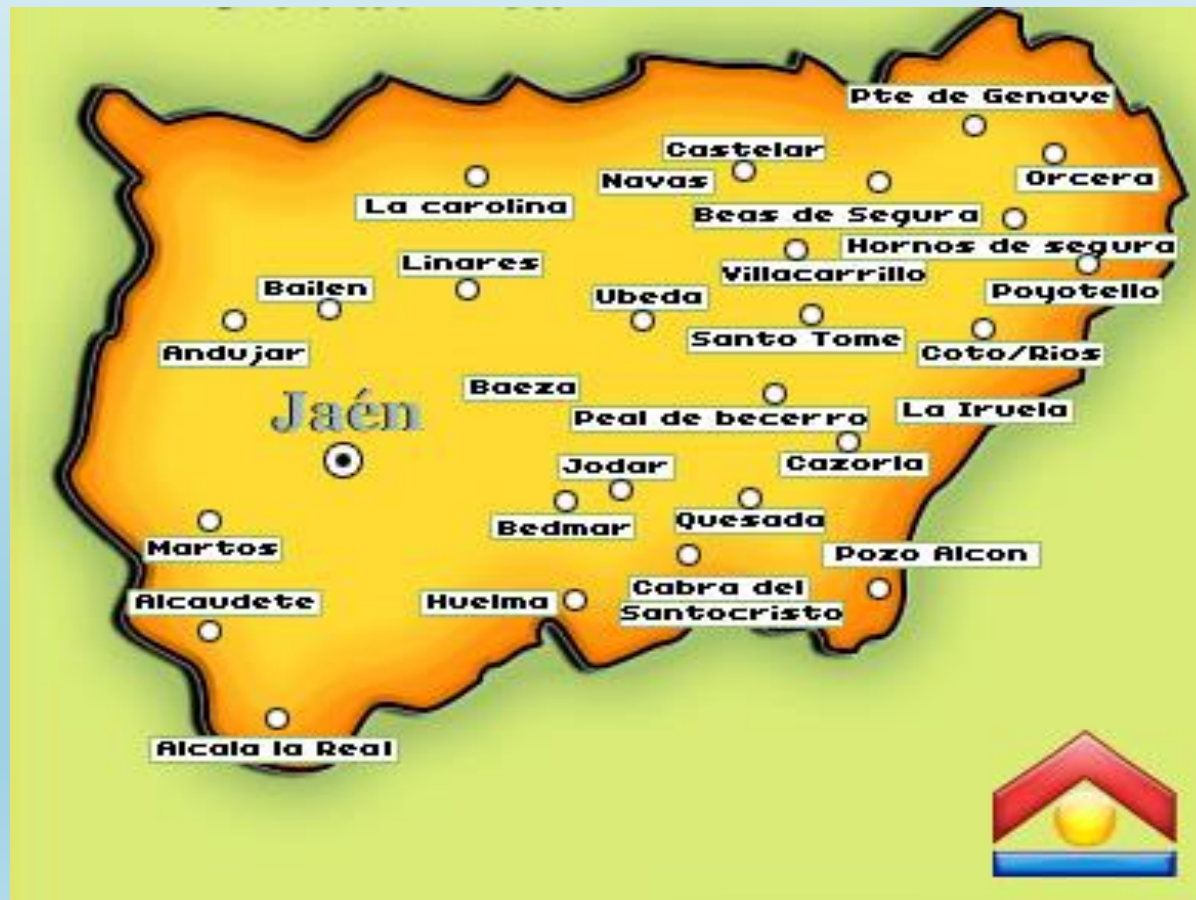 Pte de Genave
Castelar
Orcera
Navas
La carolina
Beas de Segura
Hornos de segura
Linares
Villacarrillo
Bailen
Ubeda
Poyotello
Santo Tome
Andujar
Coto/Rios
Baeza
Jaén
Peal de becerro
La Iruela
Jodar
Cazorla
Quesada
Bedmar
Martos
Pozo Alcon
Cabra del
Santocristo
Alcaudete
Huelma
Alcala la Real